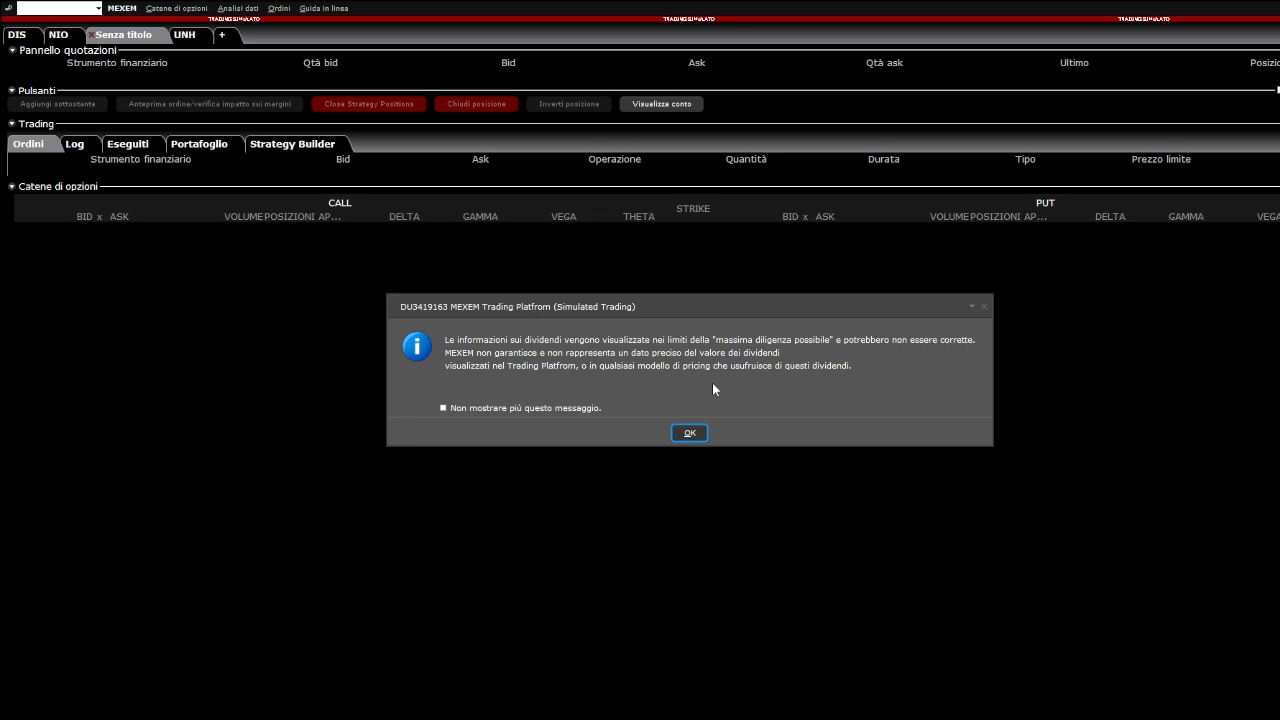 MEXEM Catene di opzioni Analisi dati Ordini Guida in linea
TRADING SIMULATO TRADING SIMULATO TRADING SIMULATO
DIS NIO Senza titolo UNH +
Pannello quotazioni
Strumento finanziario Qtà bid Bid Ask Qtà ask Ultimo Posizio
Pulsanti
Aggiungi sottostante Anteprima ordine/verifica impatto sui margini Close Strategy Positions Chiudi posizione Inverti posizione Visualizza conto
Trading
Ordini Log Eseguiti Portafoglio Strategy Builder
Strumento finanziario Bid Ask Operazione Quantità Durata Tipo Prezzo limite
Catene di opzioni
CALL STRIKE PUT
BID x ASK VOLUME POSIZIONI AP... DELTA GAMMA VEGA THETA BID x ASK VOLUME POSIZIONI AP... DELTA GAMMA VEGA
DU3419163 MEXEM Trading Platfrom (Simulated Trading)
Le informazioni sui dividendi vengono visualizzate nei limiti della "massima diligenza possibile" e potrebbero non essere corrette.
MEXEM non garantisce e non rappresenta un dato preciso del valore dei dividendi
visualizzati nel Trading Platfrom, o in qualsiasi modello di pricing che usufruisce di questi dividendi.
Non mostrare più questo messaggio.
OK